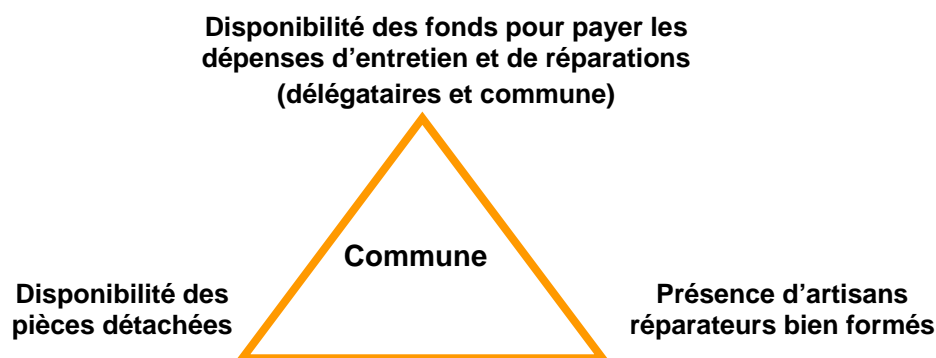 Disponibilité des fonds pour payer les
dépenses d’entretien et de réparations
(délégataires et commune)
Commune
Disponibilité des
pièces détachées
Présence d’artisans
réparateurs bien formés